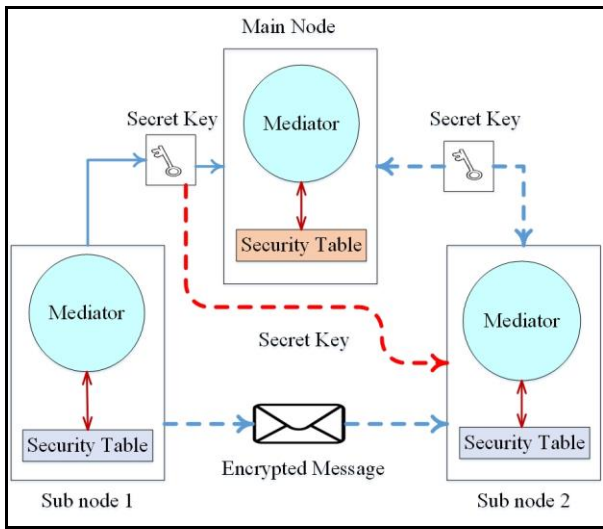 Main Node
Secret Key
Mediator
Secret Key
Security Table
Mediator
Mediator
Secret Key
Security Table
Security Table
Encrypted Message
Sub node 1
Sub node 2